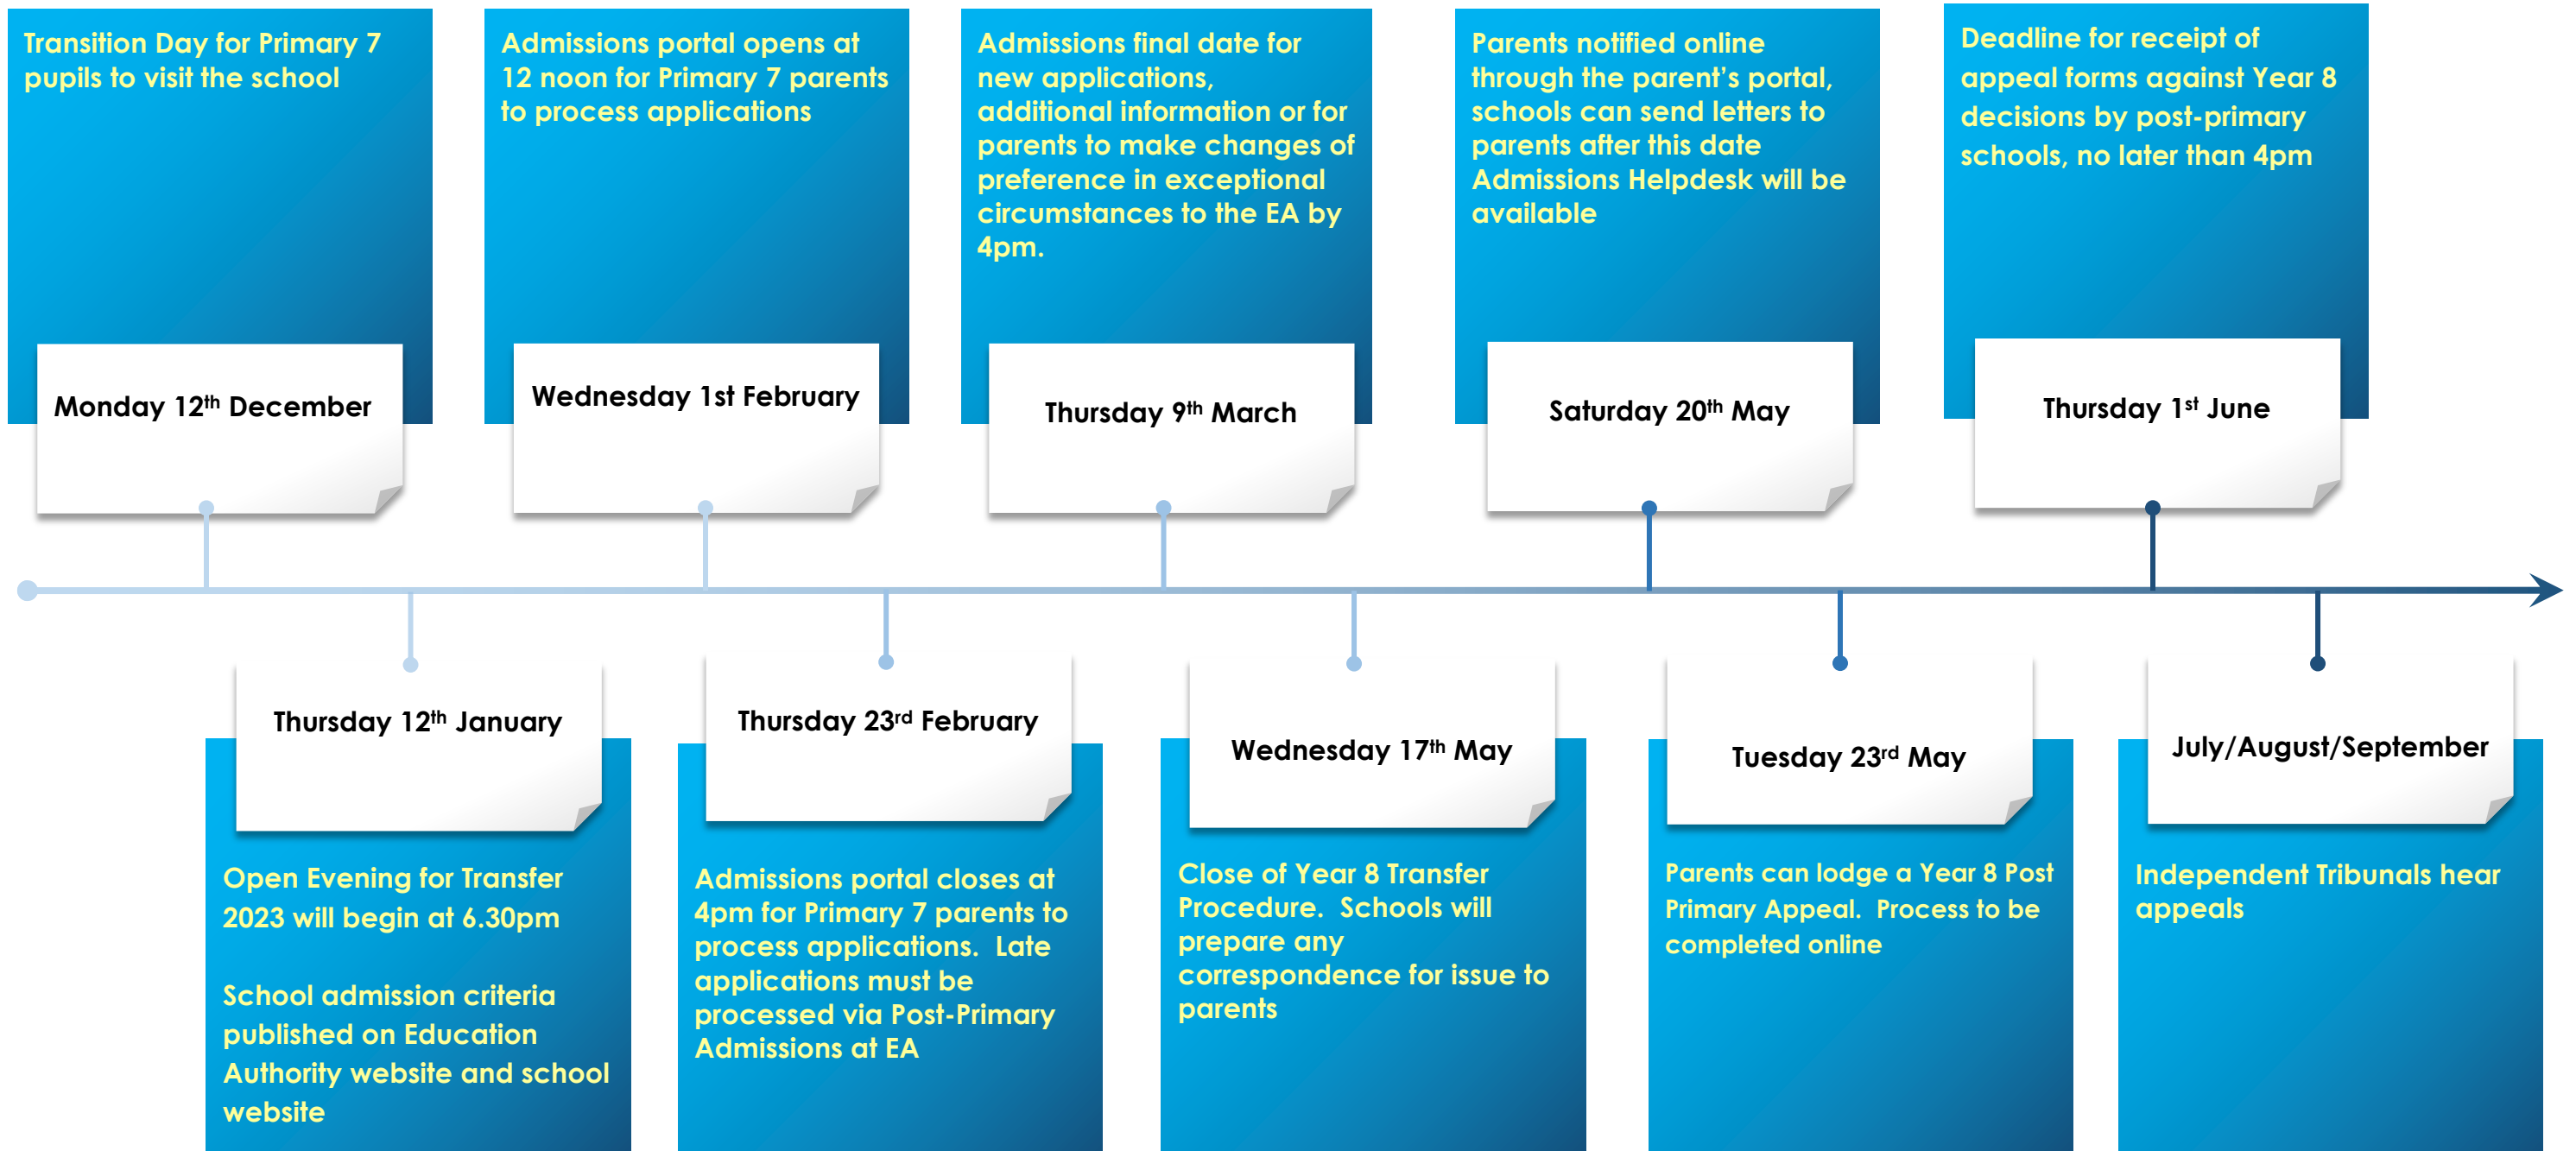 Transition Day for Primary 7
pupils to visit the school
Monday 12th December
Admissions portal opens at
12 noon for Primary 7 parents
to process applications
Wednesday 1st February
Admissions final date for
new applications,
additional information or for
parents to make changes of
preference in exceptional
circumstances to the EA by
4pm.
Thursday 9th March
Parents notified online
through the parent’s portal,
schools can send letters to
parents after this date
Admissions Helpdesk will be
available
Saturday 20th May
Deadline for receipt of
appeal forms against Year 8
decisions by post-primary
schools, no later than 4pm
Thursday 1st June
Thursday 12th January
Open Evening for Transfer
2023 will begin at 6.30pm
School admission criteria
published on Education
Authority website and school
website
Thursday 23rd February
Admissions portal closes at
4pm for Primary 7 parents to
process applications.  Late
applications must be
processed via Post-Primary
Admissions at EA
Wednesday 17th May
Close of Year 8 Transfer
Procedure.  Schools will
prepare any
correspondence for issue to
parents
Tuesday 23rd May
Parents can lodge a Year 8 Post
Primary Appeal.  Process to be
completed online
July/August/September
Independent Tribunals hear
appeals